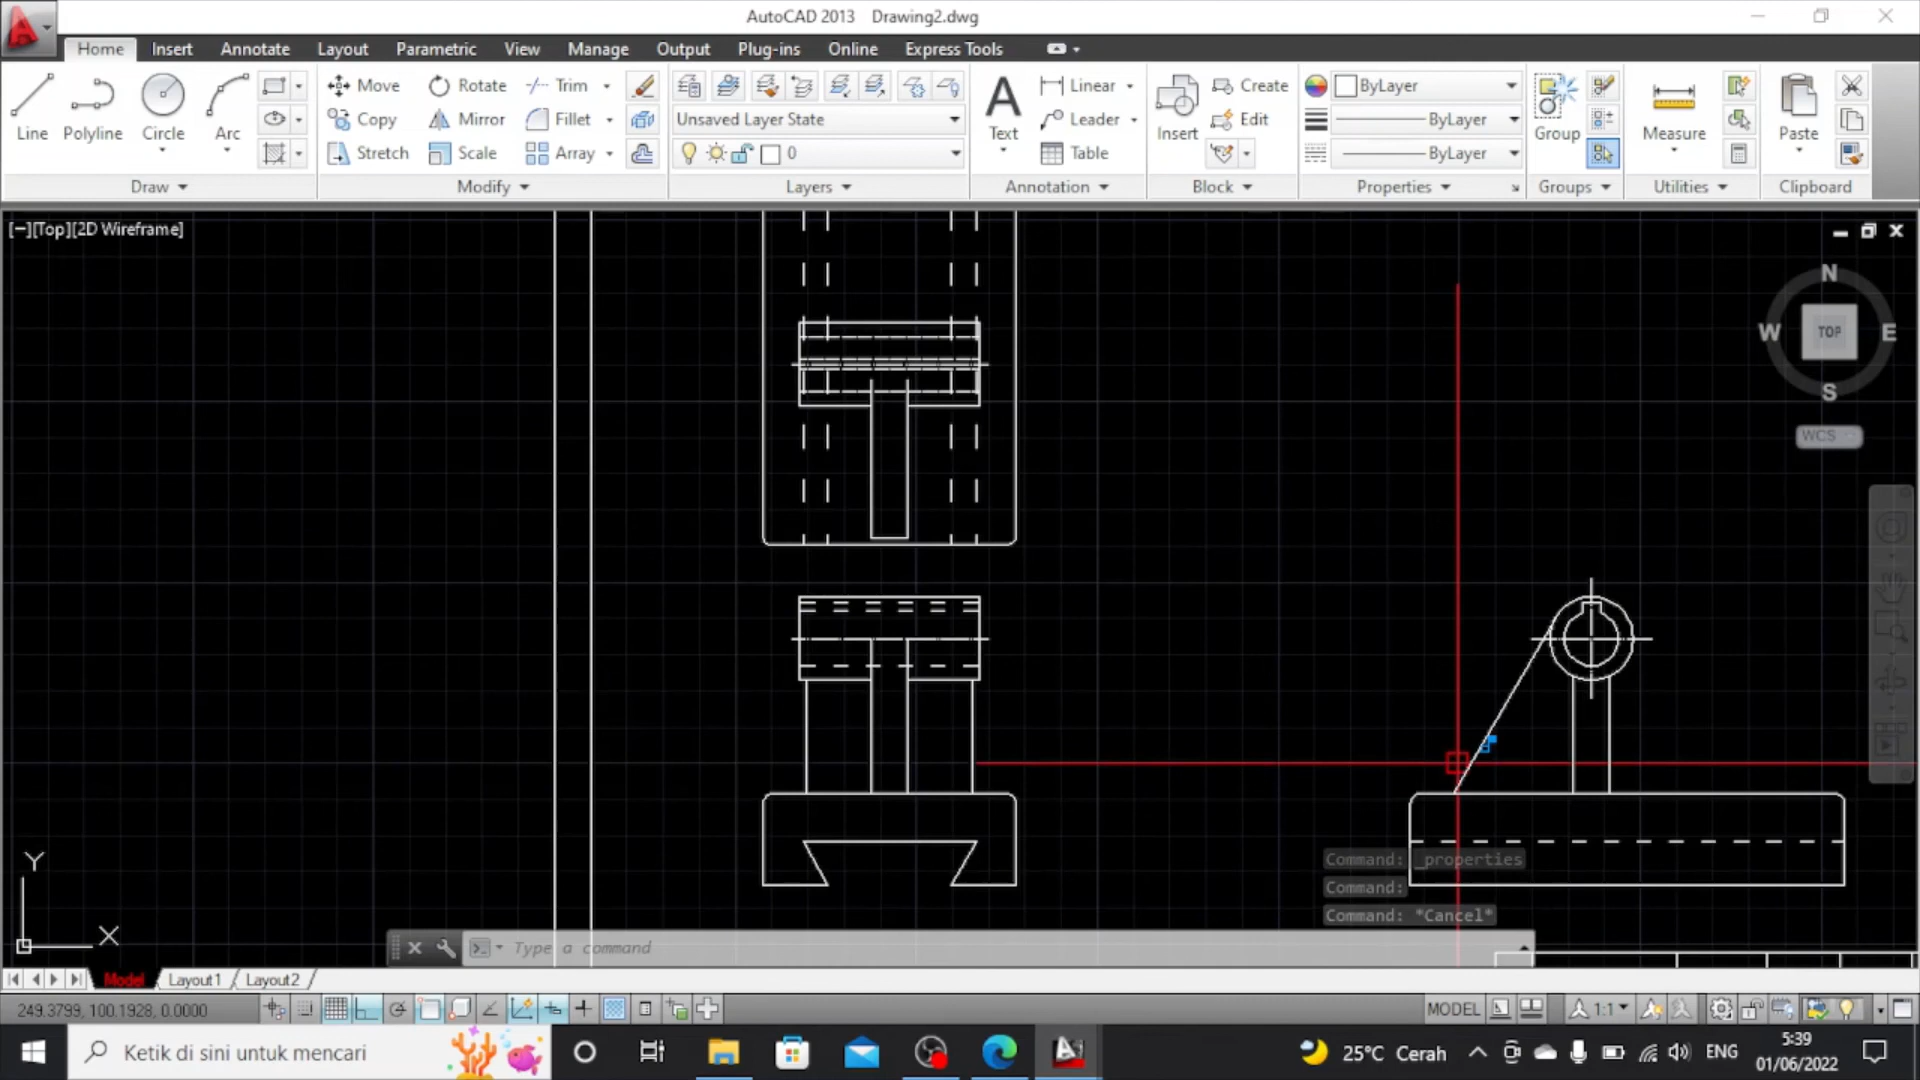 AutoCAD 2013 Drawing2.dwg
Home Insert Annotate Layout Parametric View Manage Output Plug-ins Online Express Tools
Line Polyline Circle Arc
Move Rotate Trim
Copy Mirror Fillet
Stretch Scale Array
Unsaved Layer State
0
Text Linear
Leader
Table
Insert Create
Edit
ByLayer
ByLayer
ByLayer
Group Measure Paste
Draw Modify Layers Annotation Block Properties Groups Utilities Clipboard
[−][Top][2D Wireframe]
N
W TOP E
S
WCS
Y
X
Command: _properties
Command:
Command: *Cancel*
Type a command
Model Layout1 Layout2
249.3799, 100.1928, 0.0000
MODEL 1:1
Ketik di sini untuk mencari
25°C Cerah
ENG
5:39
01/06/2022